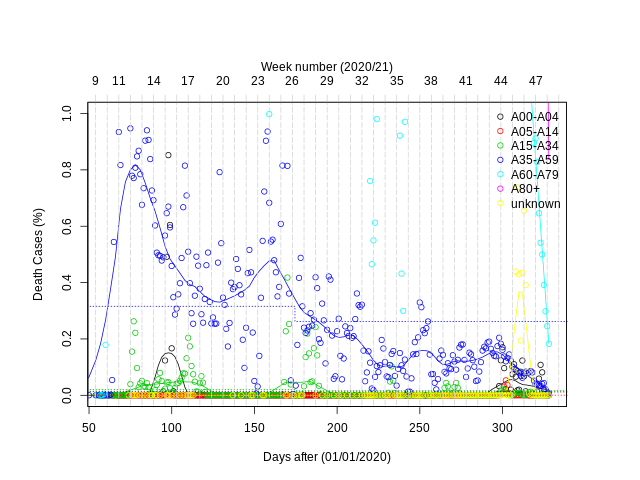 Week number (2020/21)
9 11 14 17 20 23 26 29 32 35 38 41 44 47
Death Cases (%)
1.0
0.8
0.6
0.4
0.2
0.0
A00-A04
A05-A14
A15-A34
A35-A59
A60-A79
A80+
unknown
50 100 150 200 250 300
Days after (01/01/2020)